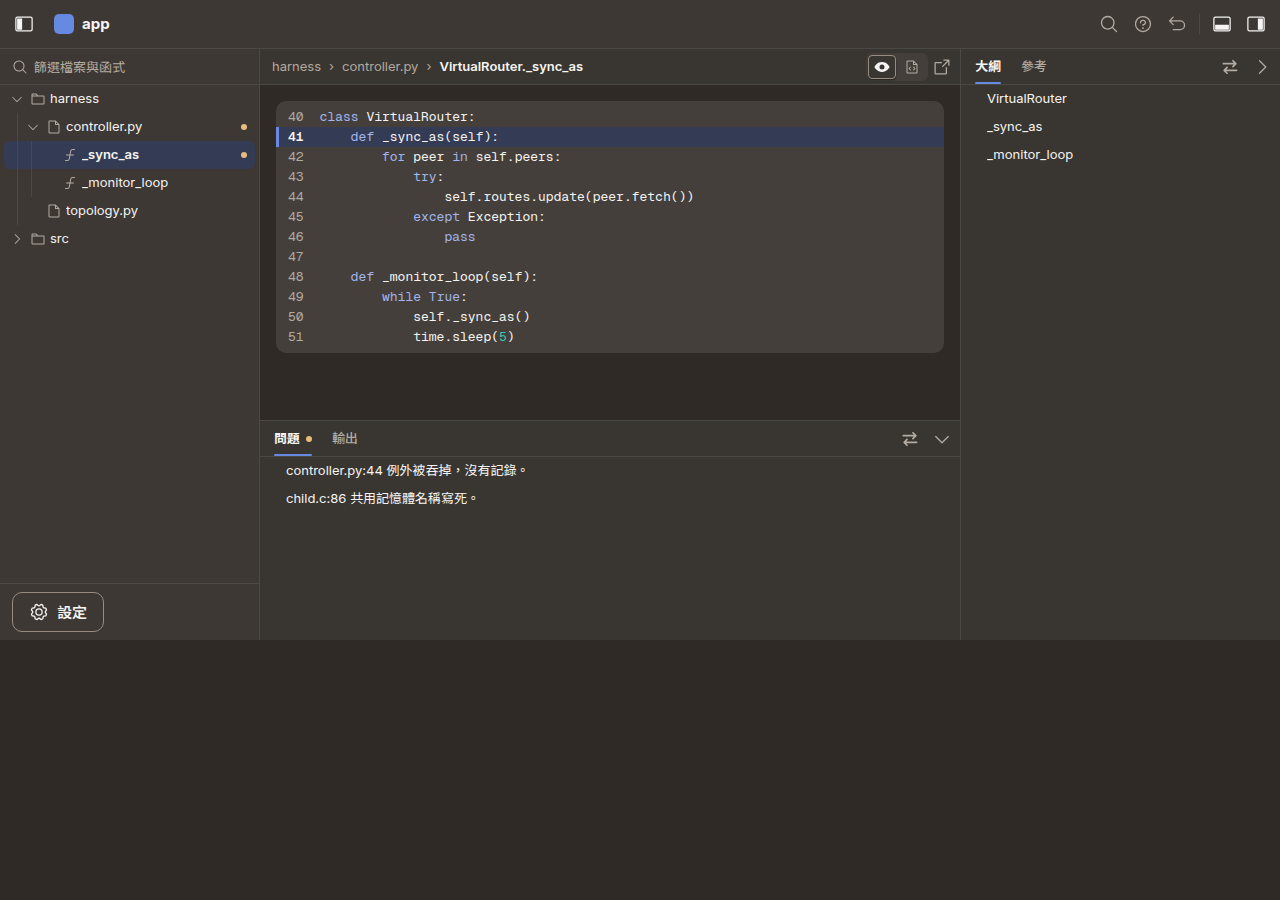 app
篩選檔案與函式
harness
controller.py
_sync_as
_monitor_loop
topology.py
src
設定
harness › controller.py › VirtualRouter._sync_as
40 class VirtualRouter:
41     def _sync_as(self):
42         for peer in self.peers:
43             try:
44                 self.routes.update(peer.fetch())
45             except Exception:
46                 pass
47
48     def _monitor_loop(self):
49         while True:
50             self._sync_as()
51             time.sleep(5)
問題 輸出
controller.py:44 例外被吞掉，沒有記錄。
child.c:86 共用記憶體名稱寫死。
大綱 參考
VirtualRouter
_sync_as
_monitor_loop